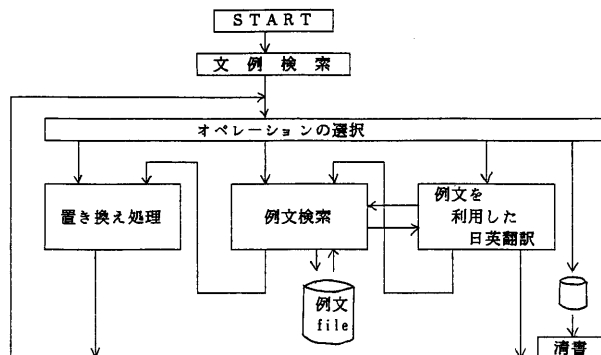 START
文例検索
オペレーションの選択
置き換え処理
例文検索
例文を
利用した
日英翻訳
例文
file
清書